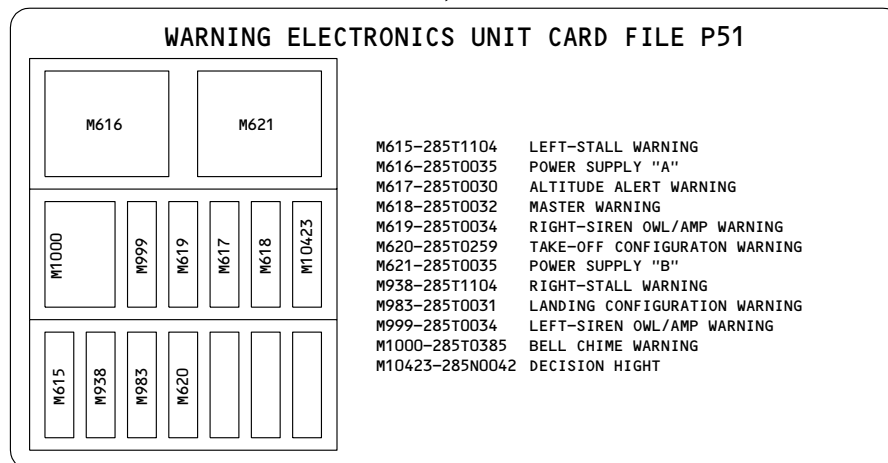 WARNING ELECTRONICS UNIT CARD FILE P51
M616
M621
M1000
M999
M619
M617
M618
M10423
M615
M938
M983
M620
M615-285T1104 LEFT-STALL WARNING
M616-285T0035 POWER SUPPLY "A"
M617-285T0030 ALTITUDE ALERT WARNING
M618-285T0032 MASTER WARNING
M619-285T0034 RIGHT-SIREN OWL/AMP WARNING
M620-285T0259 TAKE-OFF CONFIGURATON WARNING
M621-285T0035 POWER SUPPLY "B"
M938-285T1104 RIGHT-STALL WARNING
M983-285T0031 LANDING CONFIGURATION WARNING
M999-285T0034 LEFT-SIREN OWL/AMP WARNING
M1000-285T0385 BELL CHIME WARNING
M10423-285N0042 DECISION HIGHT